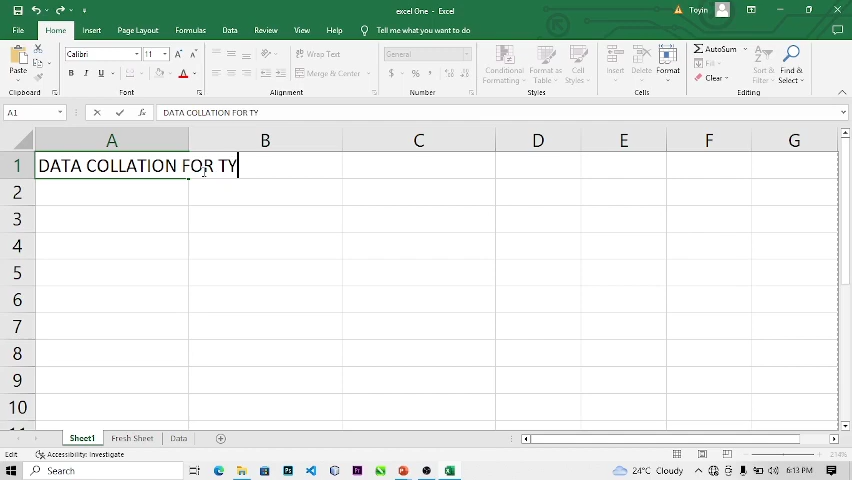 excel One - Excel
Toyin
File Home Insert Page Layout Formulas Data Review View Help Tell me what you want to do
Paste
Calibri 11
B I U A
Wrap Text
Merge & Center
General
$ % ,
Conditional Formatting
Format as Table
Cell Styles
Insert Delete Format
AutoSum
Fill
Clear
Sort & Filter
Find & Select
Clipboard Font Alignment Number Styles Cells Editing
A1 fx DATA COLLATION FOR TY
A B C D E F G
1 DATA COLLATION FOR TY
2
3
4
5
6
7
8
9
10
Sheet1 Fresh Sheet Data
Edit Accessibility: Investigate 214%
Search 24°C Cloudy 6:13 PM